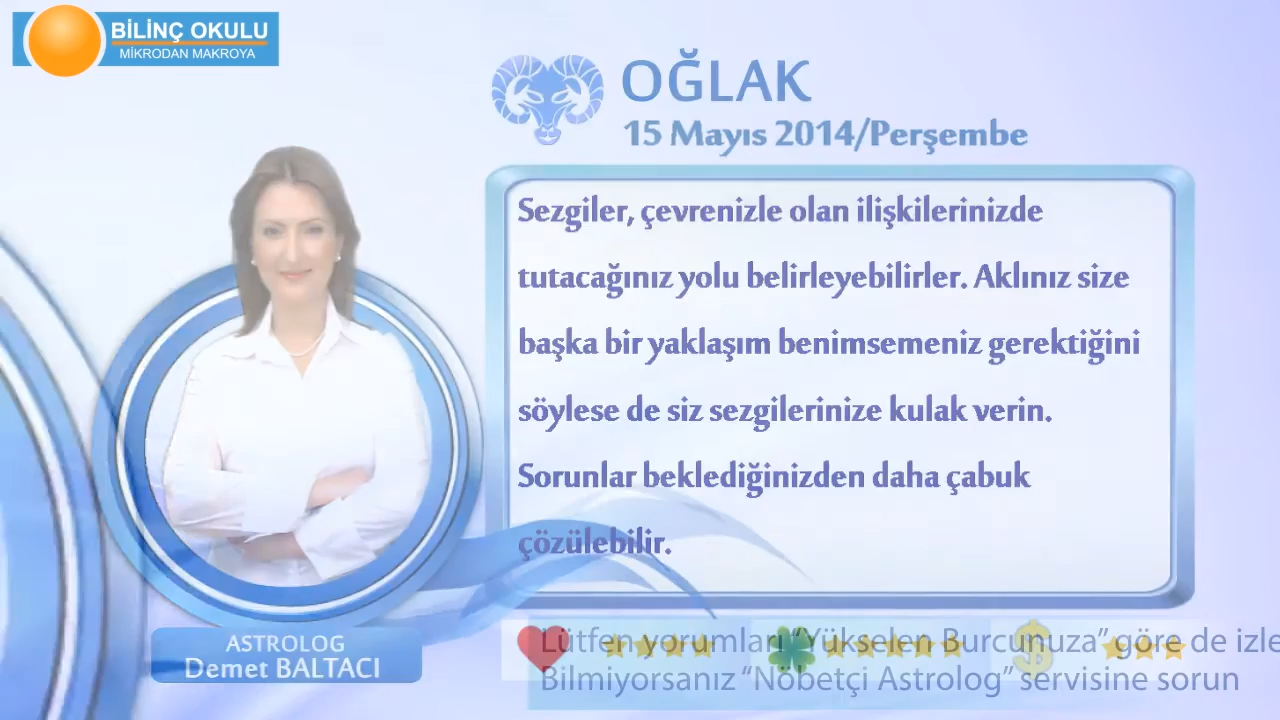 BİLİNÇ OKULU
MİKRODAN MAKROYA
OĞLAK
15 Mayıs 2014/Perşembe
Sezgiler, çevrenizle olan ilişkilerinizde
tutacağınız yolu belirleyebilirler. Aklınız size
başka bir yaklaşım benimsemeniz gerektiğini
söylese de siz sezgilerinize kulak verin.
Sorunlar beklediğinizden daha çabuk
çözülebilir.
ASTROLOG
Demet BALTACI
Lütfen yorumları “Yükselen Burcunuza” göre de izle
Bilmiyorsanız “Nöbetçi Astrolog” servisine sorun